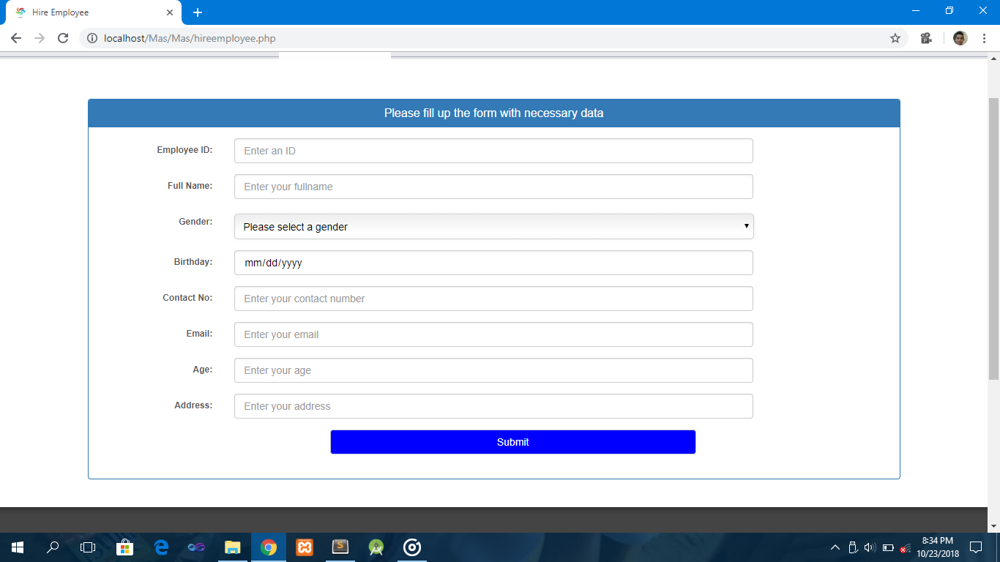 Hire Employee
localhost/Mas/Mas/hireemployee.php
Please fill up the form with necessary data
Employee ID: Enter an ID
Full Name: Enter your fullname
Gender: Please select a gender
Birthday: mm/dd/yyyy
Contact No: Enter your contact number
Email: Enter your email
Age: Enter your age
Address: Enter your address
Submit
8:34 PM
10/23/2018